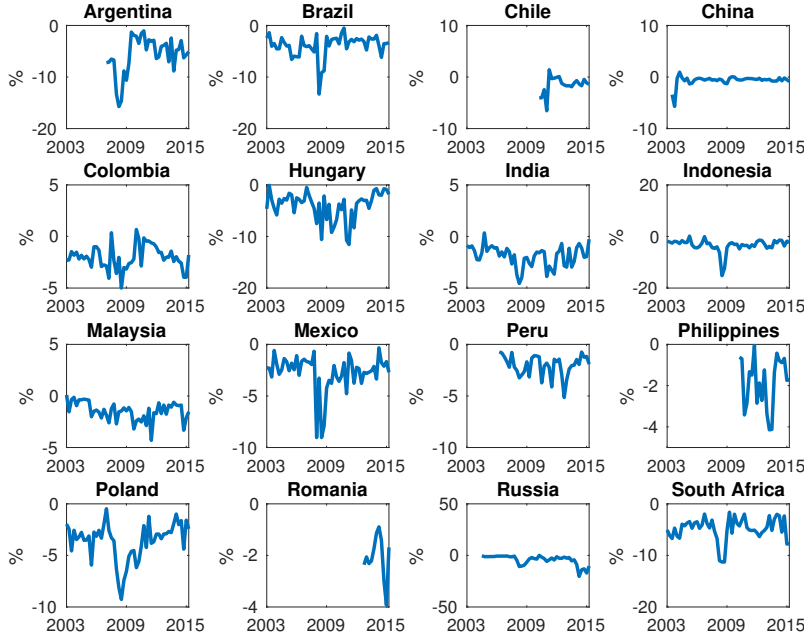 Argentina Brazil Chile China
0 0 10 10
% -10 % -10 % 0 % 0
-20 -20 -10 -10
2003 2009 2015 2003 2009 2015 2003 2009 2015 2003 2009 2015
Colombia Hungary India Indonesia
5 0 5 20
% 0 % -10 % 0 % 0
-5 -20 -5 -20
2003 2009 2015 2003 2009 2015 2003 2009 2015 2003 2009 2015
Malaysia Mexico Peru Philippines
5 0 10 0
% 0 % -5 % 0 % -2
-4
-5 -10 -10
2003 2009 2015 2003 2009 2015 2003 2009 2015 2003 2009 2015
Poland Romania Russia South Africa
0 0 50 0
% -5 % -2 % 0 % -10
-10 -4 -50 -20
2003 2009 2015 2003 2009 2015 2003 2009 2015 2003 2009 2015